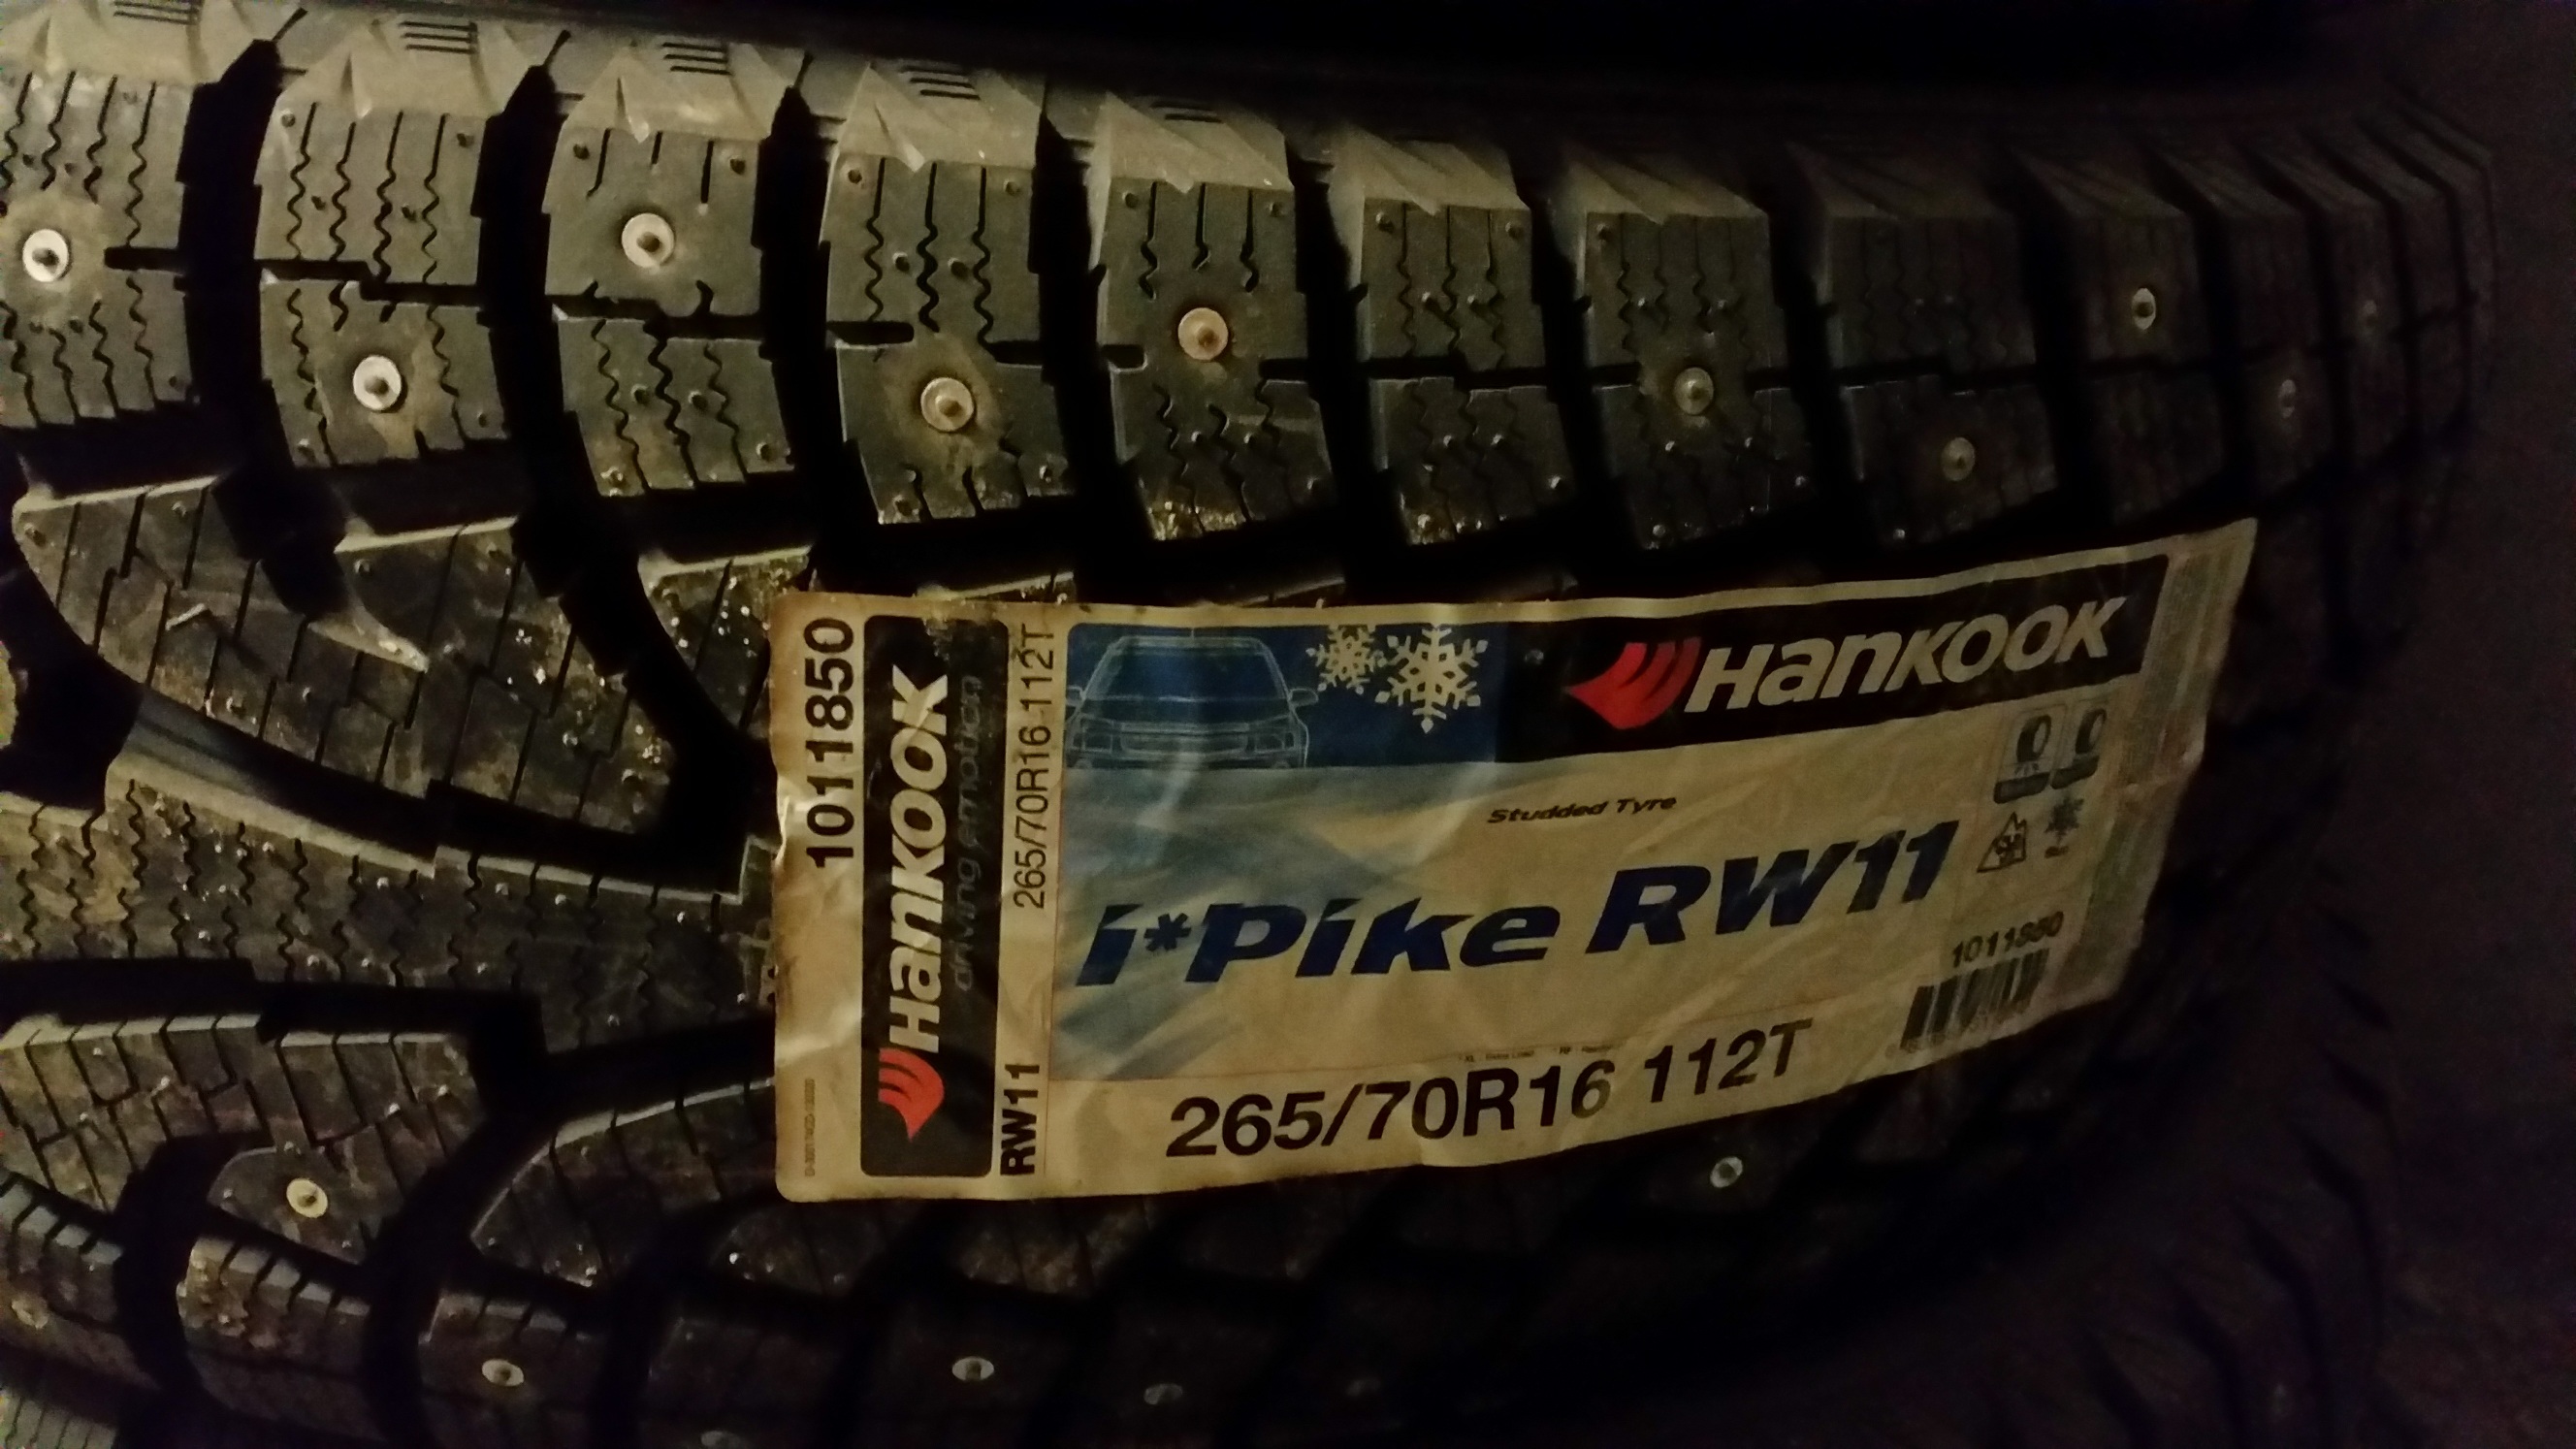 1011850
Hankook
driving emotion
265/70R16 112T
RW11
Hankook
Studded Tyre
i*Pike RW11
1011850
265/70R16 112T